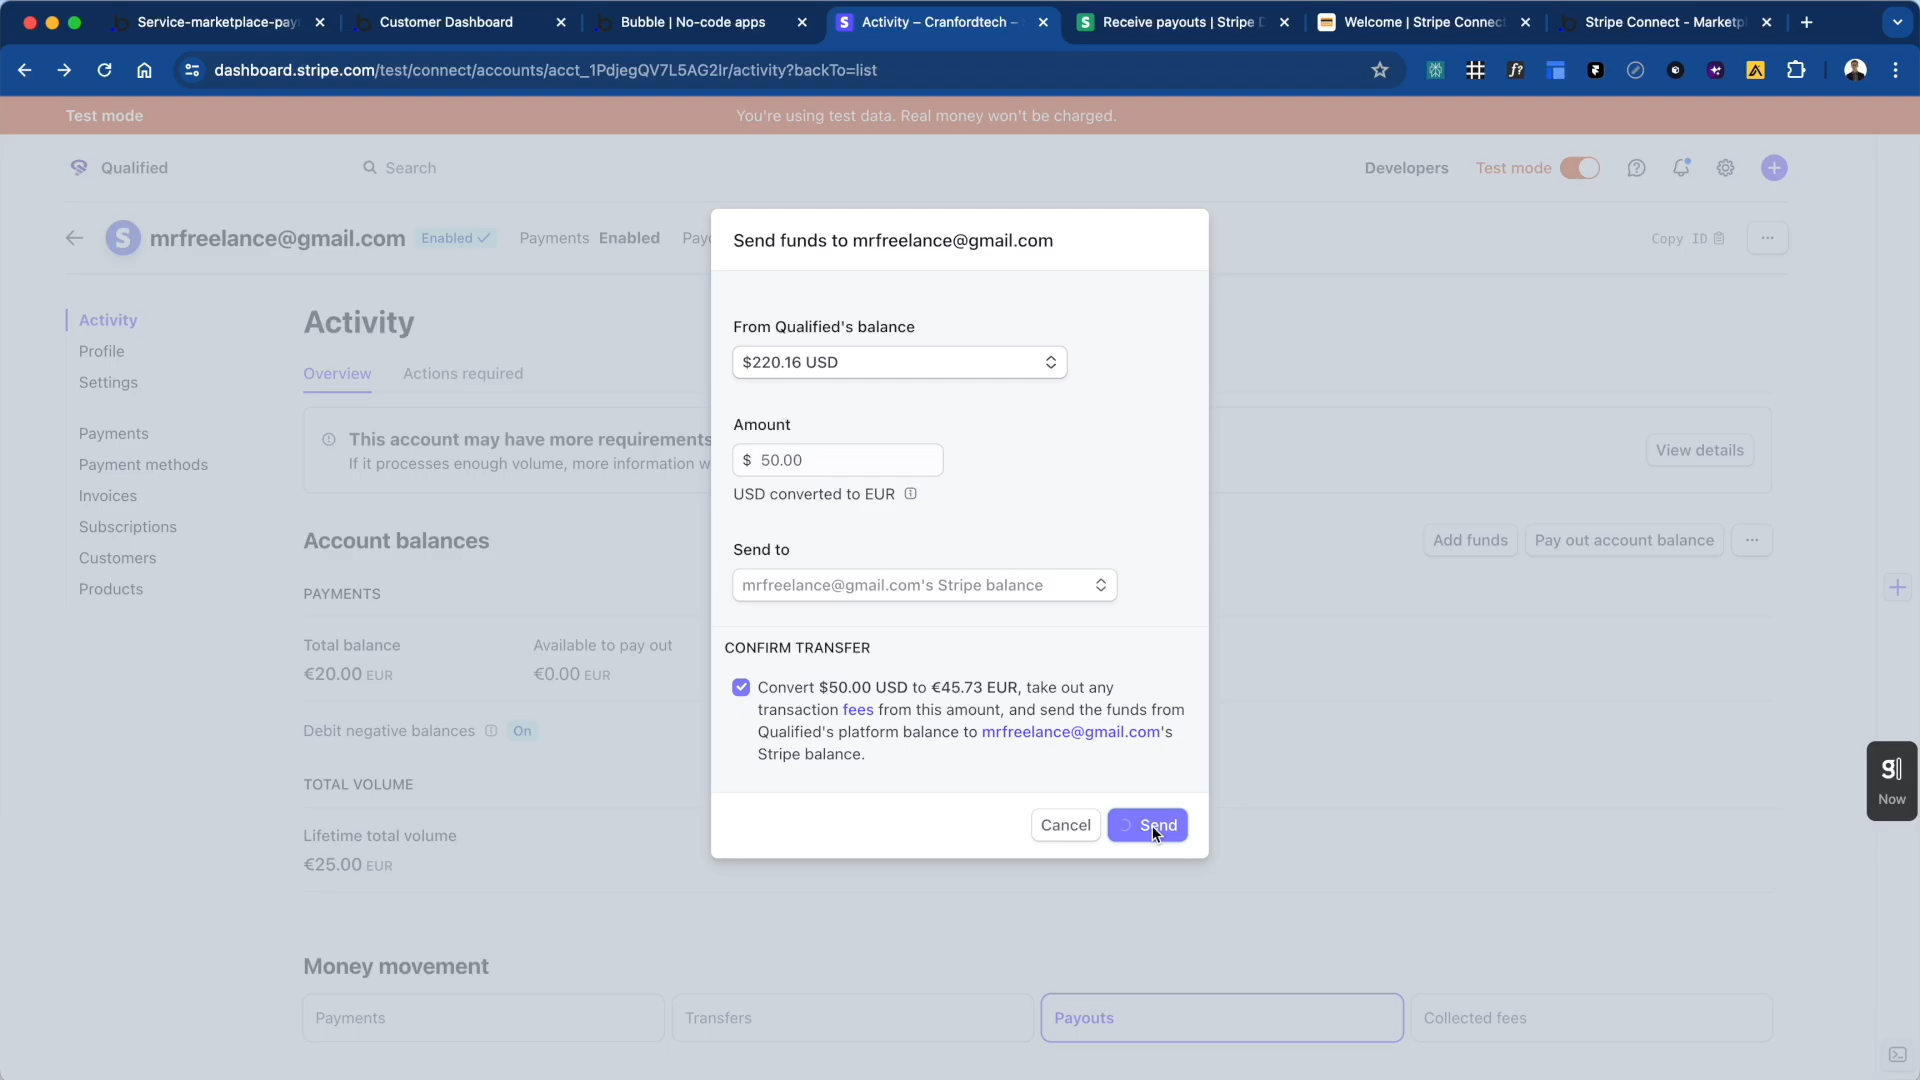 Service-marketplace-pay
Customer Dashboard
Bubble | No-code apps
Activity – Cranfordtech –
Receive payouts | Stripe D
Welcome | Stripe Connect
Stripe Connect - Marketpl
dashboard.stripe.com/test/connect/accounts/acct_1PdjegQV7L5AG2Ir/activity?backTo=list
Test mode
You're using test data. Real money won't be charged.
Qualified
Search
Developers
Test mode
mrfreelance@gmail.com
Enabled
Payments Enabled
Payo
Copy ID
Activity
Profile
Settings
Payments
Payment methods
Invoices
Subscriptions
Customers
Products
Activity
Overview
Actions required
This account may have more requirements
If it processes enough volume, more information w
View details
Account balances
Add funds
Pay out account balance
PAYMENTS
Total balance
Available to pay out
€20.00 EUR
€0.00 EUR
Debit negative balances
On
TOTAL VOLUME
Lifetime total volume
€25.00 EUR
Money movement
Payments
Transfers
Payouts
Collected fees
Send funds to mrfreelance@gmail.com
From Qualified's balance
$220.16 USD
Amount
$ 50.00
USD converted to EUR
Send to
mrfreelance@gmail.com's Stripe balance
CONFIRM TRANSFER
Convert $50.00 USD to €45.73 EUR, take out any
transaction fees from this amount, and send the funds from
Qualified's platform balance to mrfreelance@gmail.com's
Stripe balance.
Cancel
Send
g
Now